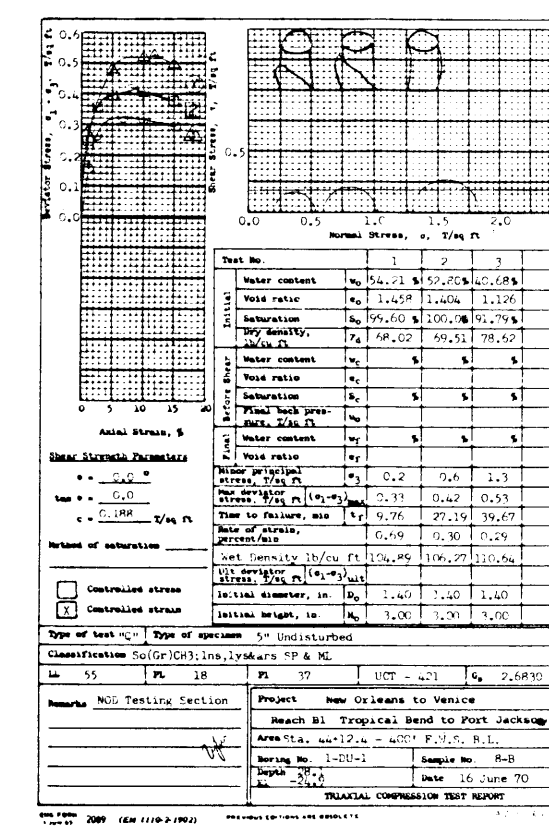 Deviator Stress, σ1 - σ3, T/sq ft
0.6
0.5
0.4
0.3
0.2
0.1
0.0
0 5 10 15 20
Axial Strain, %
Shear Stress, τ, T/sq ft
0.5
0.0 0.5 1.0 1.5 2.0
Normal Stress, σ, T/sq ft
Shear Strength Parameters
ø = 0.0 °
tan ø = 0.0
c = 0.188 T/sq ft
Method of saturation
Controlled stress
X Controlled strain
Test No. 1 2 3
Initial
Water content wo 54.21 % 52.80% 40.68%
Void ratio eo 1.458 1.404 1.126
Saturation So 99.60 % 100.0% 91.79%
Dry density, lb/cu ft γd 68.02 69.51 78.62
Before Shear
Water content wc % % %
Void ratio ec
Saturation Sc % % %
Final back pressure, T/sq ft uo
Final
Water content wf % % %
Void ratio ef
Minor principal stress, T/sq ft σ3 0.2 0.6 1.3
Max deviator stress, T/sq ft (σ1-σ3)max 0.33 0.42 0.53
Time to failure, min tf 9.76 27.19 39.67
Rate of strain, percent/min 0.69 0.30 0.29
Wet Density lb/cu ft 104.89 106.27 110.64
Ult deviator stress, T/sq ft (σ1-σ3)ult
Initial diameter, in. Do 1.40 1.40 1.40
Initial height, in. Ho 3.00 3.00 3.00
Type of test "Q" Type of specimen 5" Undisturbed
Classification So(Gr)CH3;lns,lys&ars SP & ML
LL 55 PL 18 PI 37 UCT - 421 Gs 2.6830
Remarks NOD Testing Section
Project New Orleans to Venice
Reach B1 Tropical Bend to Fort Jackson
Area Sta. 44+12.4 - 400' F.W.S. B.L.
Boring No. 1-DU-1 Sample No. 8-B
Depth El -24.6 Date 16 June 70
TRIAXIAL COMPRESSION TEST REPORT
ENG FORM 2089 (EM 1110-2-1902) PREVIOUS EDITIONS ARE OBSOLETE